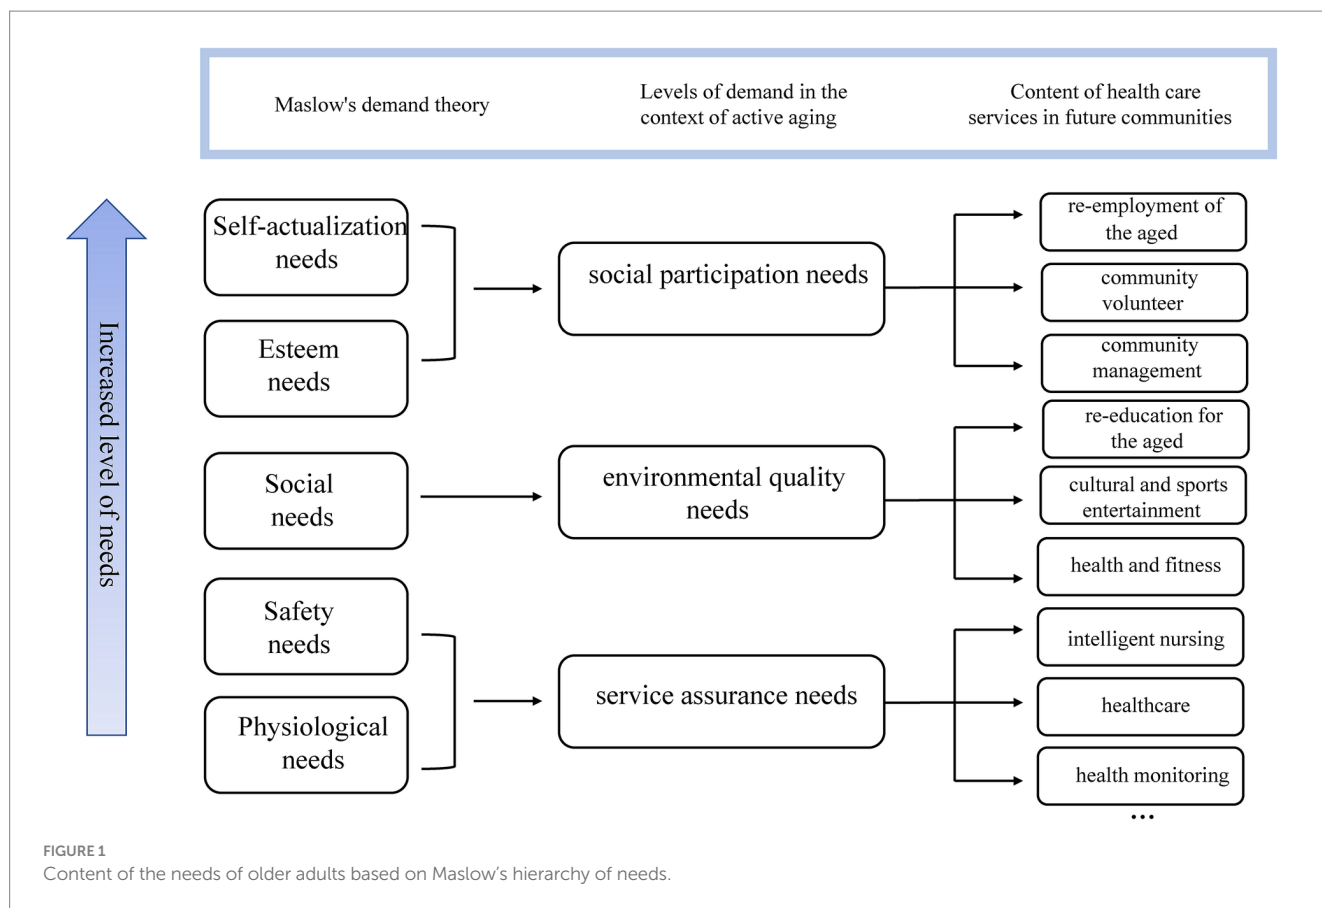 Maslow's demand theory
Levels of demand in the
context of active aging
Content of health care
services in future communities
Increased level of needs
Self-actualization
needs
Esteem
needs
Social
needs
Safety
needs
Physiological
needs
social participation needs
environmental quality
needs
service assurance needs
re-employment of
the aged
community
volunteer
community
management
re-education for
the aged
cultural and sports
entertainment
health and fitness
intelligent nursing
healthcare
health monitoring
...
FIGURE 1
Content of the needs of older adults based on Maslow’s hierarchy of needs.